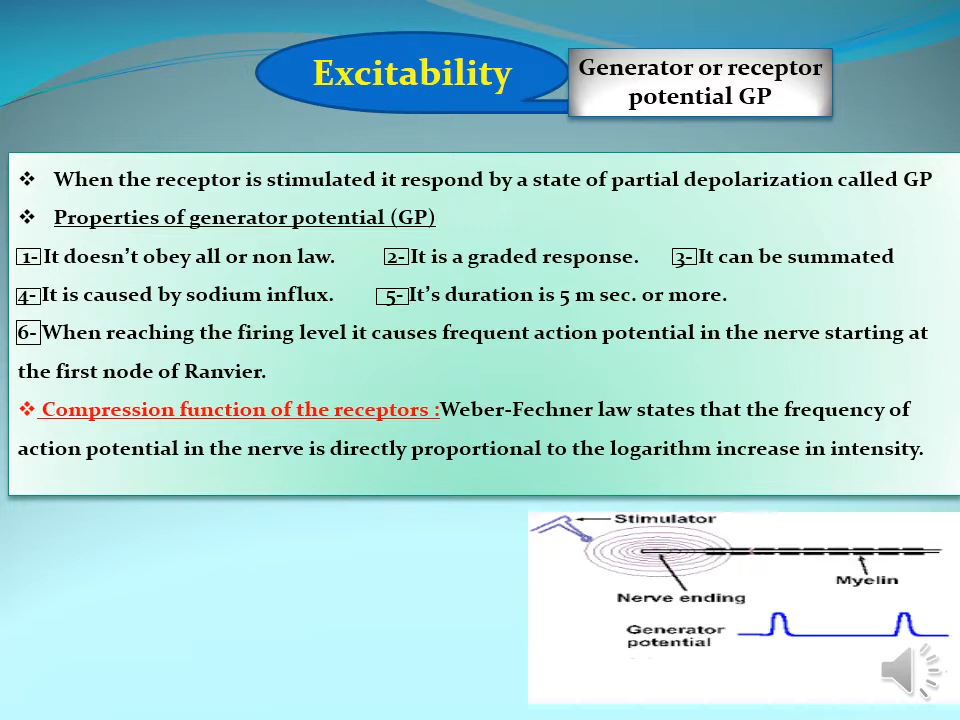 Excitability
Generator or receptor
potential GP
❖ When the receptor is stimulated it respond by a state of partial depolarization called GP
❖ Properties of generator potential (GP)
1- It doesn't obey all or non law. 2- It is a graded response. 3- It can be summated
4- It is caused by sodium influx. 5- It's duration is 5 m sec. or more.
6- When reaching the firing level it causes frequent action potential in the nerve starting at
the first node of Ranvier.
❖ Compression function of the receptors : Weber-Fechner law states that the frequency of
action potential in the nerve is directly proportional to the logarithm increase in intensity.
Stimulator
Myelin
Nerve ending
Generator
potential